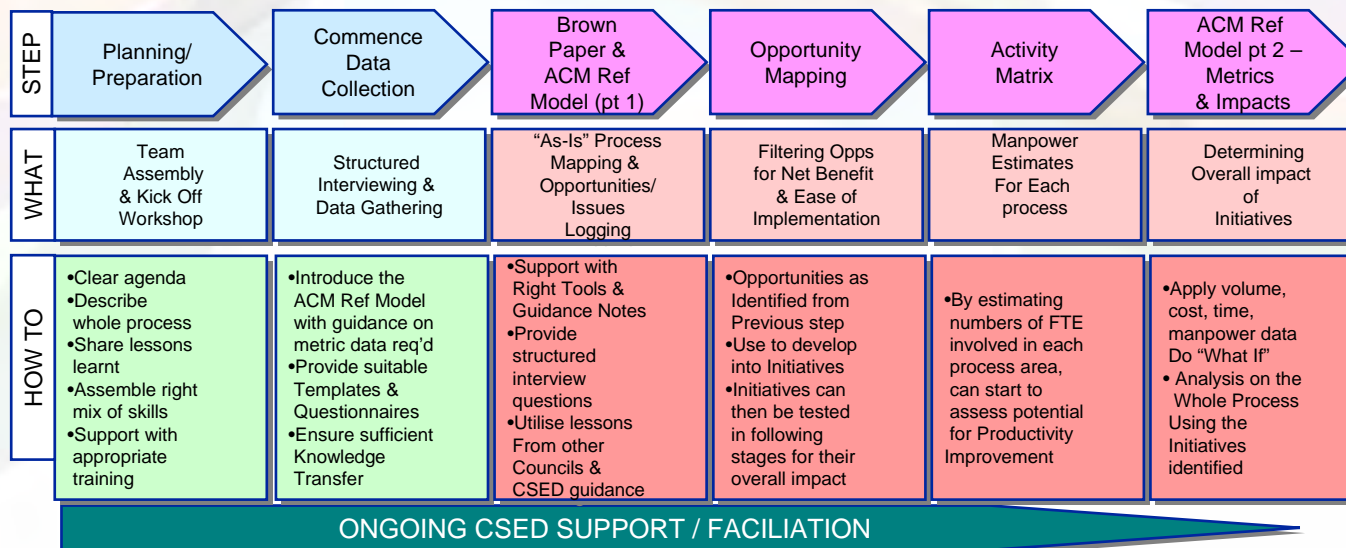 STEP
Planning/
Preparation
Commence
Data
Collection
Brown
Paper &
ACM Ref
Model (pt 1)
Opportunity
Mapping
Activity
Matrix
ACM Ref
Model pt 2 –
Metrics
& Impacts
WHAT
Team
Assembly
& Kick Off
Workshop
Structured
Interviewing &
Data Gathering
“As-Is” Process
Mapping &
Opportunities/
Issues
Logging
Filtering Opps
for Net Benefit
& Ease of
Implementation
Manpower
Estimates
For Each
process
Determining
Overall impact
of
Initiatives
HOW TO
•Clear agenda
•Describe
whole process
•Share lessons
learnt
•Assemble right
mix of skills
•Support with
appropriate
training
•Introduce the
ACM Ref Model
with guidance on
metric data req’d
•Provide suitable
Templates &
Questionnaires
•Ensure sufficient
Knowledge
Transfer
•Support with
Right Tools &
Guidance Notes
•Provide
structured
interview
questions
•Utilise lessons
From other
Councils &
CSED guidance
•Opportunities as
Identified from
Previous step
•Use to develop
into Initiatives
•Initiatives can
then be tested
in following
stages for their
overall impact
•By estimating
numbers of FTE
involved in each
process area,
can start to
assess potential
for Productivity
Improvement
•Apply volume,
cost, time,
manpower data
Do “What If”
• Analysis on the
Whole Process
Using the
Initiatives
identified
ONGOING CSED SUPPORT / FACILIATION